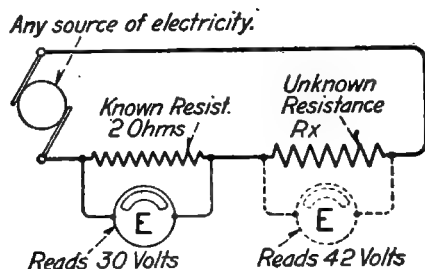 Any source of electricity.
Known Resist.
2 Ohms
Unknown
Resistance
Rx
E
E
Reads 30 Volts
Reads 42 Volts